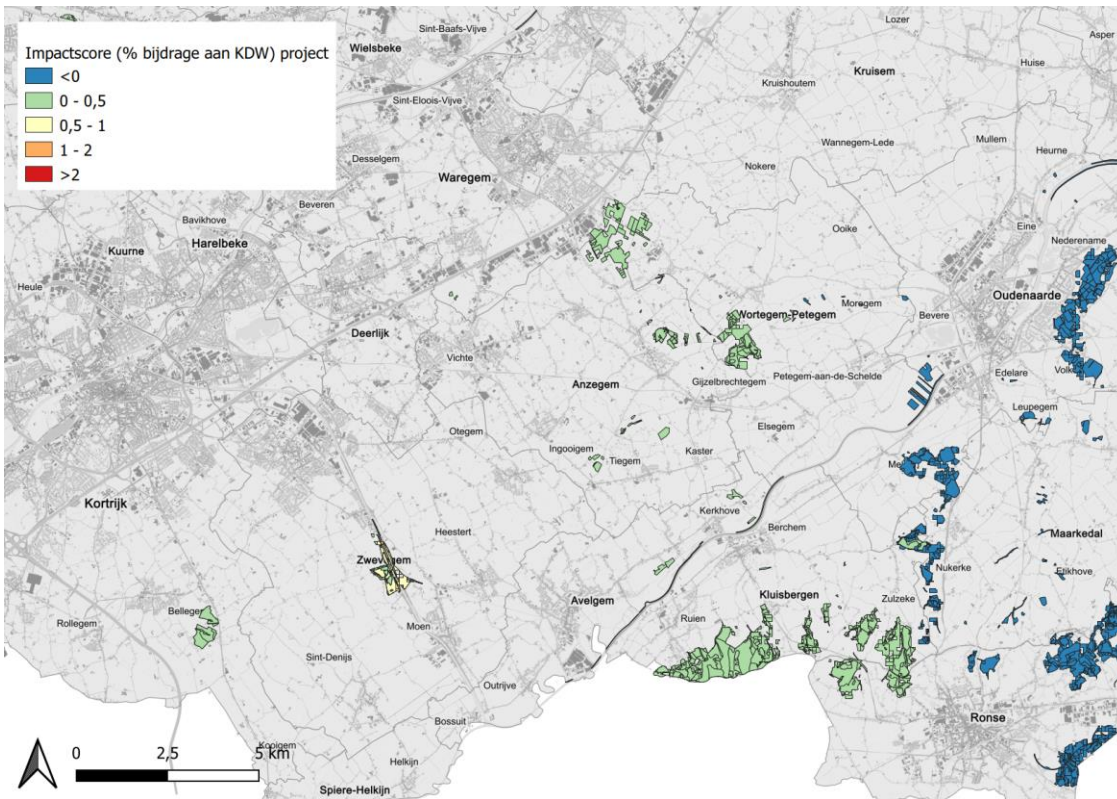 Impactscore (% bijdrage aan KDW) project
<0
0 - 0,5
0,5 - 1
1 - 2
>2
Sint-Baafs-Vijve
Lozer
Asper
Wielsbeke
Huise
Kruishoutem
Kruisem
Sint-Eloois-Vijve
Wannegem-Lede
Mullem
Heurne
Desselgem
Nokere
Waregem
Beveren
Bavikhove
Ooike
Eine
Harelbeke
Nederename
Kuurne
Heule
Oudenaarde
Moregem
Wortegem-Petegem
Bevere
Deerlijk
Vichte
Edelare
Volk
Anzegem
Gijzelbrechtegem
Petegem-aan-de-Schelde
Leupegem
Elsegem
Otegem
Ingooigem
Kaster
Tiegem
Me
Kortrijk
Kerkhove
Berchem
Heestert
Maarkedal
Zwevegem
Nukerke
Etikhove
Kluisbergen
Avelgem
Zulzeke
Bellegem
Ruien
Rollegem
Moen
Sint-Denijs
Outrijve
Ronse
Bossuit
Kooigem
Helkijn
Spiere-Helkijn
0 2,5 5 km